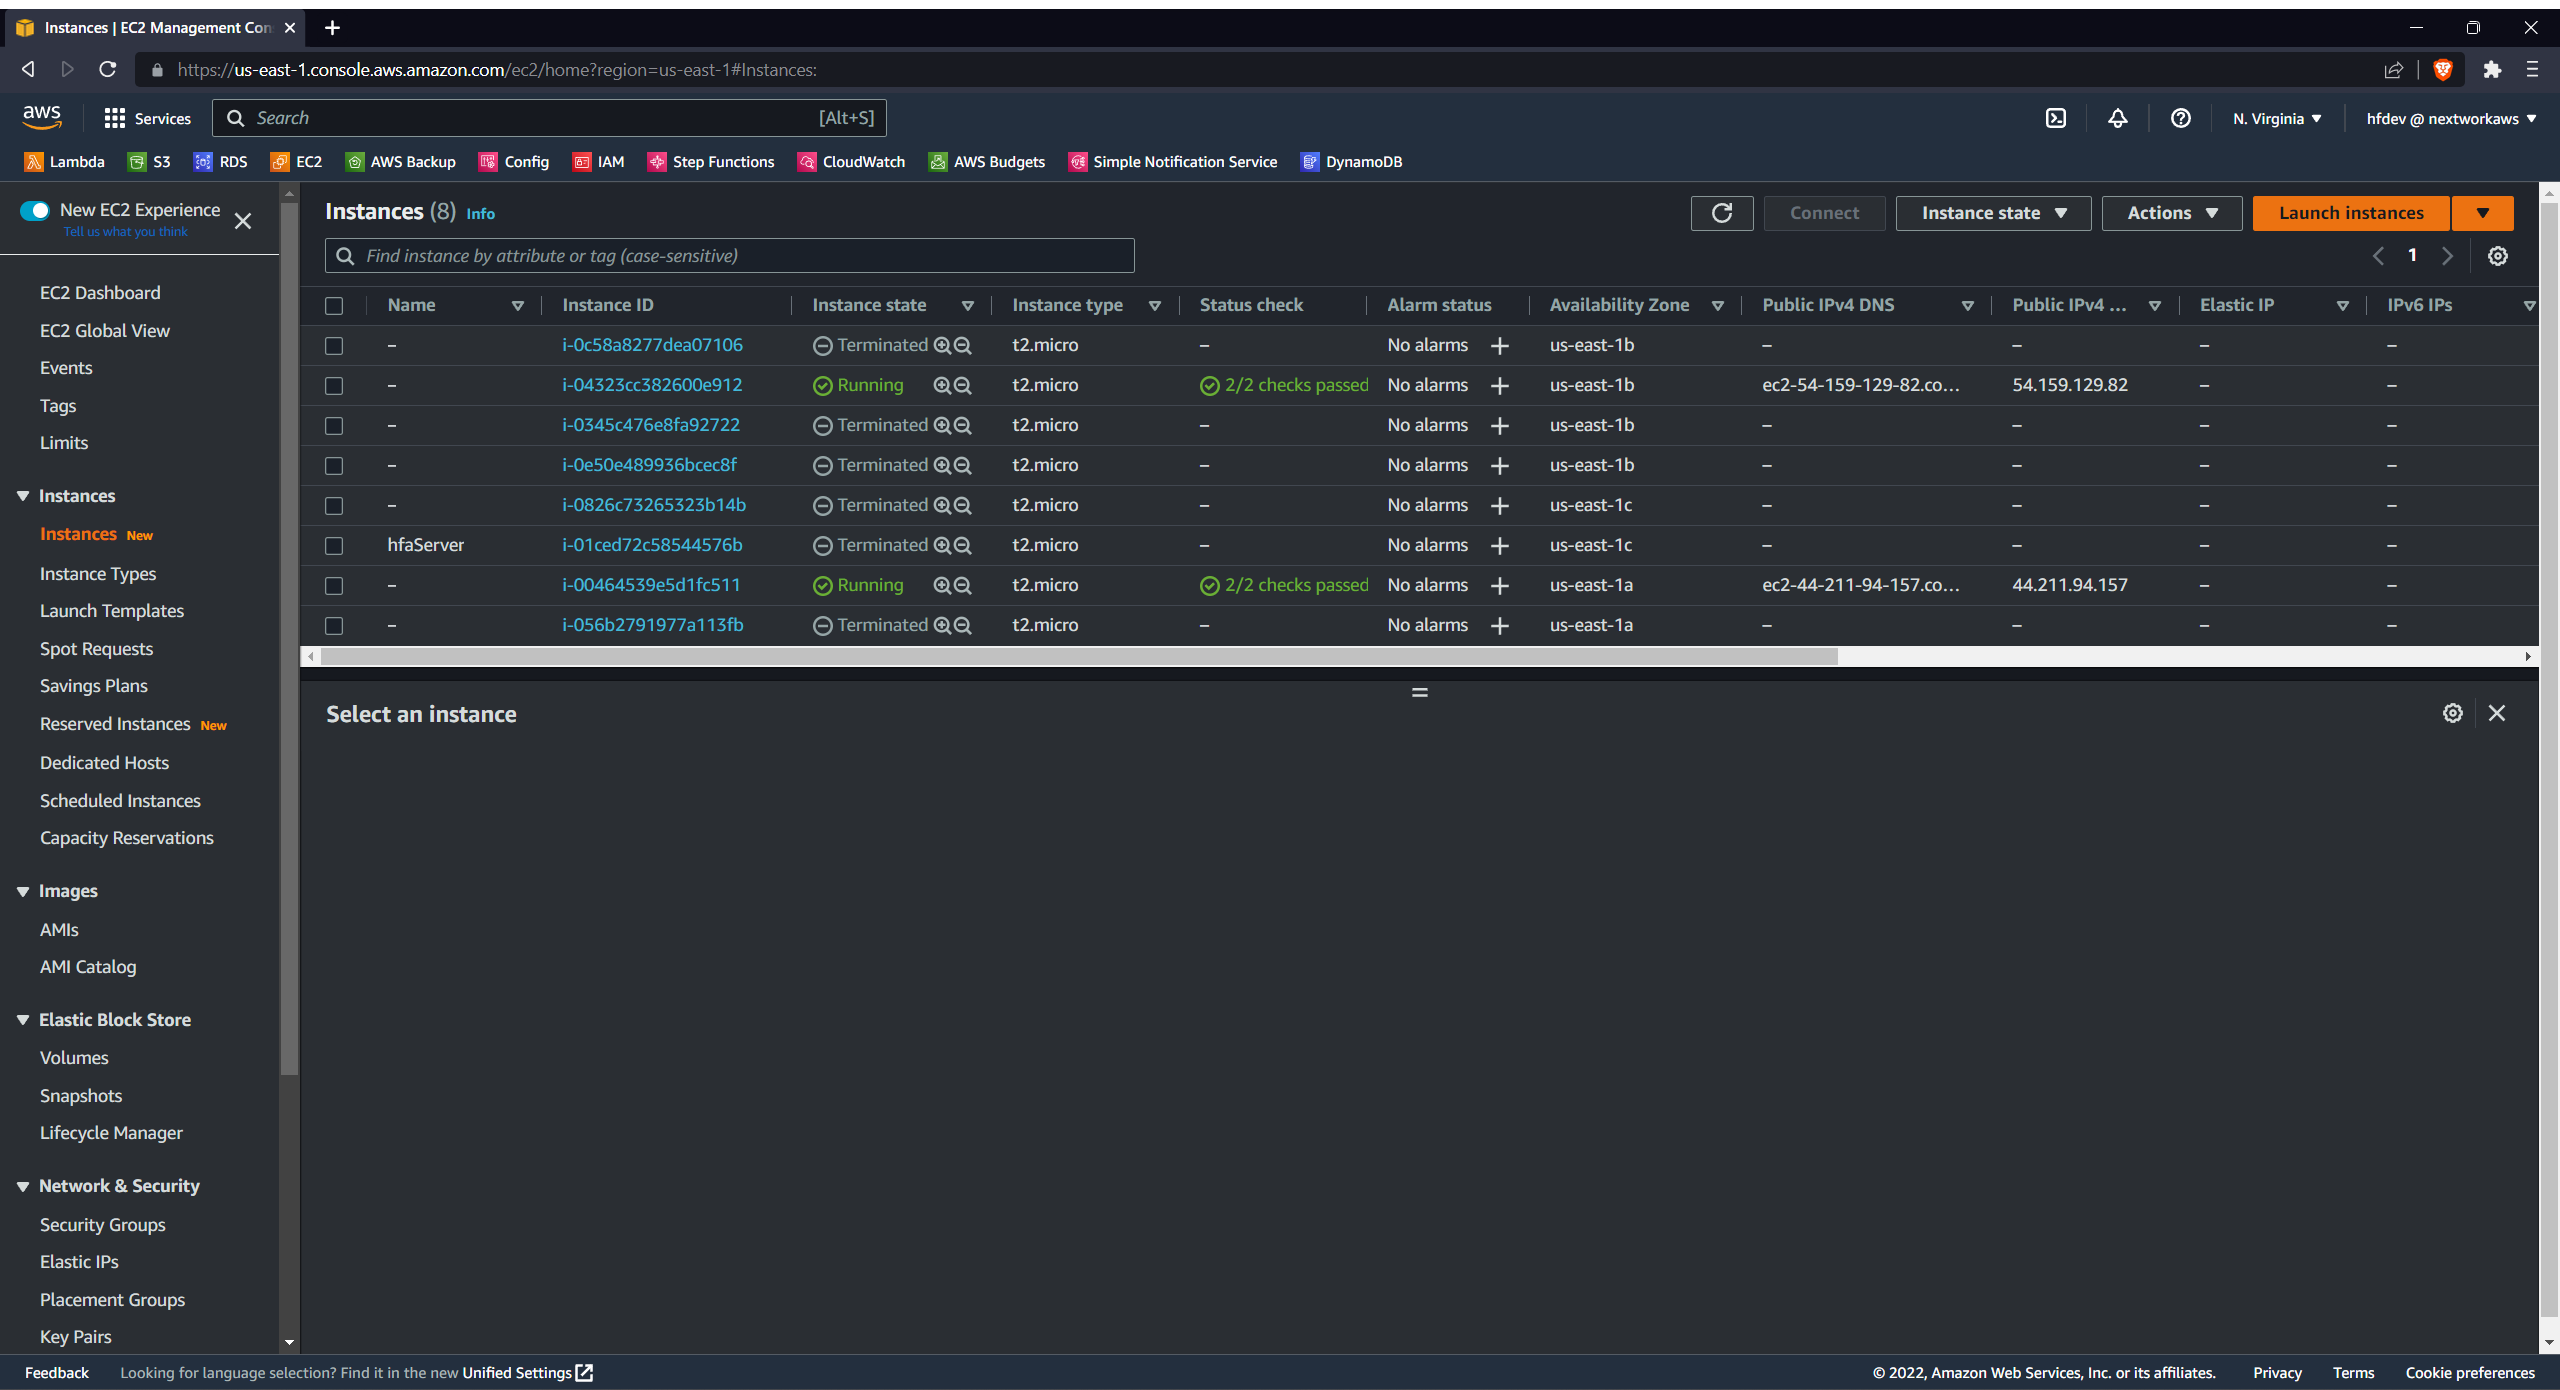 Instances | EC2 Management Con
https://us-east-1.console.aws.amazon.com/ec2/home?region=us-east-1#Instances:
aws Services Search [Alt+S] N. Virginia ▼ hfdev @ nextworkaws ▼
Lambda S3 RDS EC2 AWS Backup Config IAM Step Functions CloudWatch AWS Budgets Simple Notification Service DynamoDB
New EC2 Experience
Tell us what you think
EC2 Dashboard
EC2 Global View
Events
Tags
Limits
Instances
Instances New
Instance Types
Launch Templates
Spot Requests
Savings Plans
Reserved Instances New
Dedicated Hosts
Scheduled Instances
Capacity Reservations
Images
AMIs
AMI Catalog
Elastic Block Store
Volumes
Snapshots
Lifecycle Manager
Network & Security
Security Groups
Elastic IPs
Placement Groups
Key Pairs
Instances (8) Info Connect Instance state ▼ Actions ▼ Launch instances ▼
Find instance by attribute or tag (case-sensitive) 1
Name Instance ID Instance state Instance type Status check Alarm status Availability Zone Public IPv4 DNS Public IPv4 ... Elastic IP IPv6 IPs
– i-0c58a8277dea07106 Terminated t2.micro – No alarms + us-east-1b – – – –
– i-04323cc382600e912 Running t2.micro 2/2 checks passed No alarms + us-east-1b ec2-54-159-129-82.co... 54.159.129.82 – –
– i-0345c476e8fa92722 Terminated t2.micro – No alarms + us-east-1b – – – –
– i-0e50e489936bcec8f Terminated t2.micro – No alarms + us-east-1b – – – –
– i-0826c73265323b14b Terminated t2.micro – No alarms + us-east-1c – – – –
hfaServer i-01ced72c58544576b Terminated t2.micro – No alarms + us-east-1c – – – –
– i-00464539e5d1fc511 Running t2.micro 2/2 checks passed No alarms + us-east-1a ec2-44-211-94-157.co... 44.211.94.157 – –
– i-056b2791977a113fb Terminated t2.micro – No alarms + us-east-1a – – – –
Select an instance
Feedback Looking for language selection? Find it in the new Unified Settings © 2022, Amazon Web Services, Inc. or its affiliates. Privacy Terms Cookie preferences